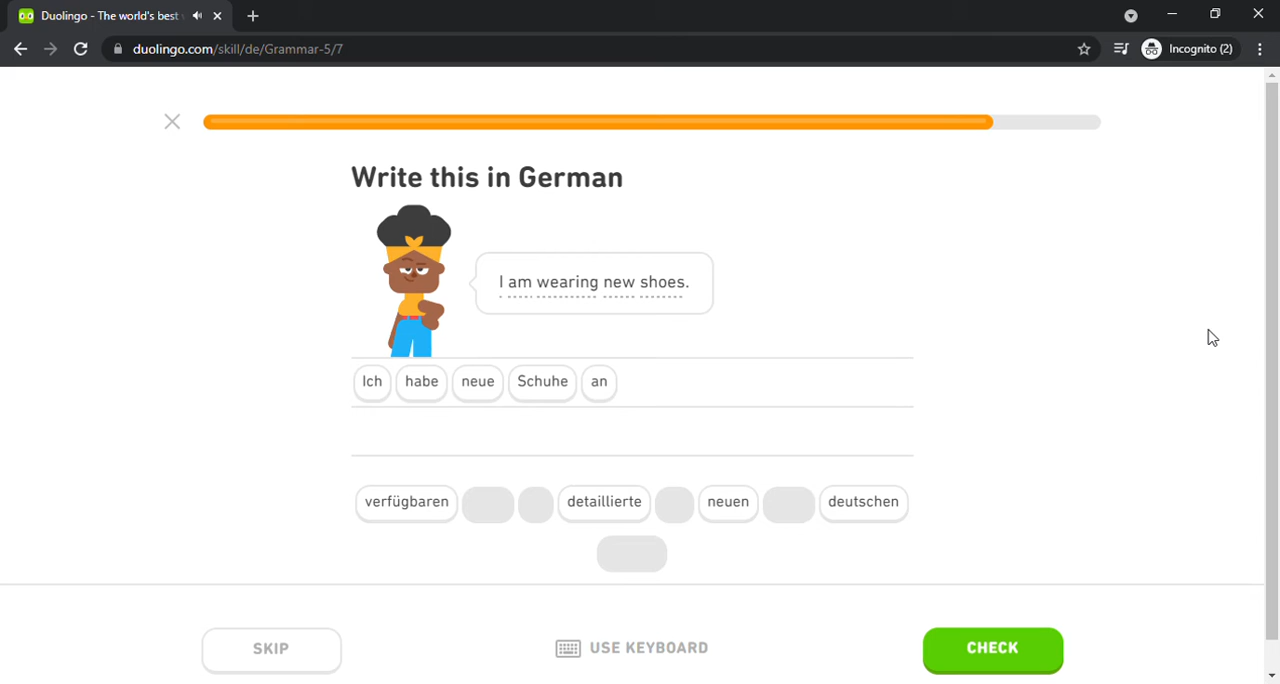 Duolingo - The world's best
duolingo.com/skill/de/Grammar-5/7
Incognito (2)
Write this in German
I am wearing new shoes.
Ich habe neue Schuhe an
verfügbaren detaillierte neuen deutschen
SKIP
USE KEYBOARD
CHECK